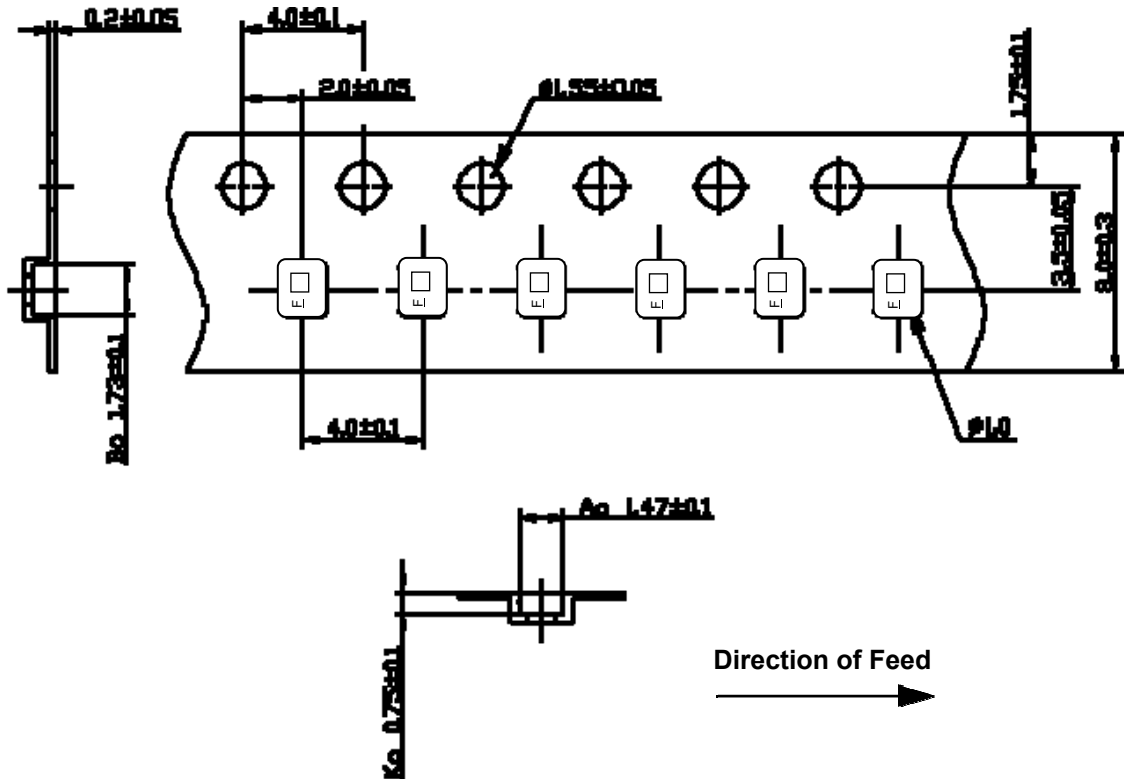 0.2±0.05
4.0±0.1
2.0±0.05
ø1.55±0.05
1.75±0.1
3.5±0.05
8.0±0.3
F
F
F
F
F
F
Bo 1.73±0.1
4.0±0.1
ø1.0
Ao 1.47±0.1
Ko 0.75±0.1
Direction of Feed